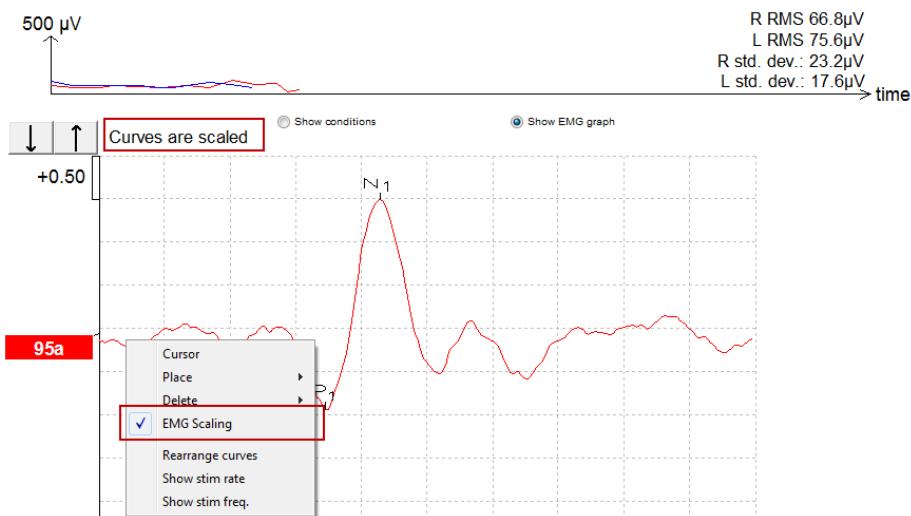 500 µV
R RMS 66.8µV
L RMS 75.6µV
R std. dev.: 23.2µV
L std. dev.: 17.6µV
time
↓ ↑ Curves are scaled
Show conditions
Show EMG graph
+0.50
N1
95a
P1
Cursor
Place
Delete
EMG Scaling
Rearrange curves
Show stim rate
Show stim freq.